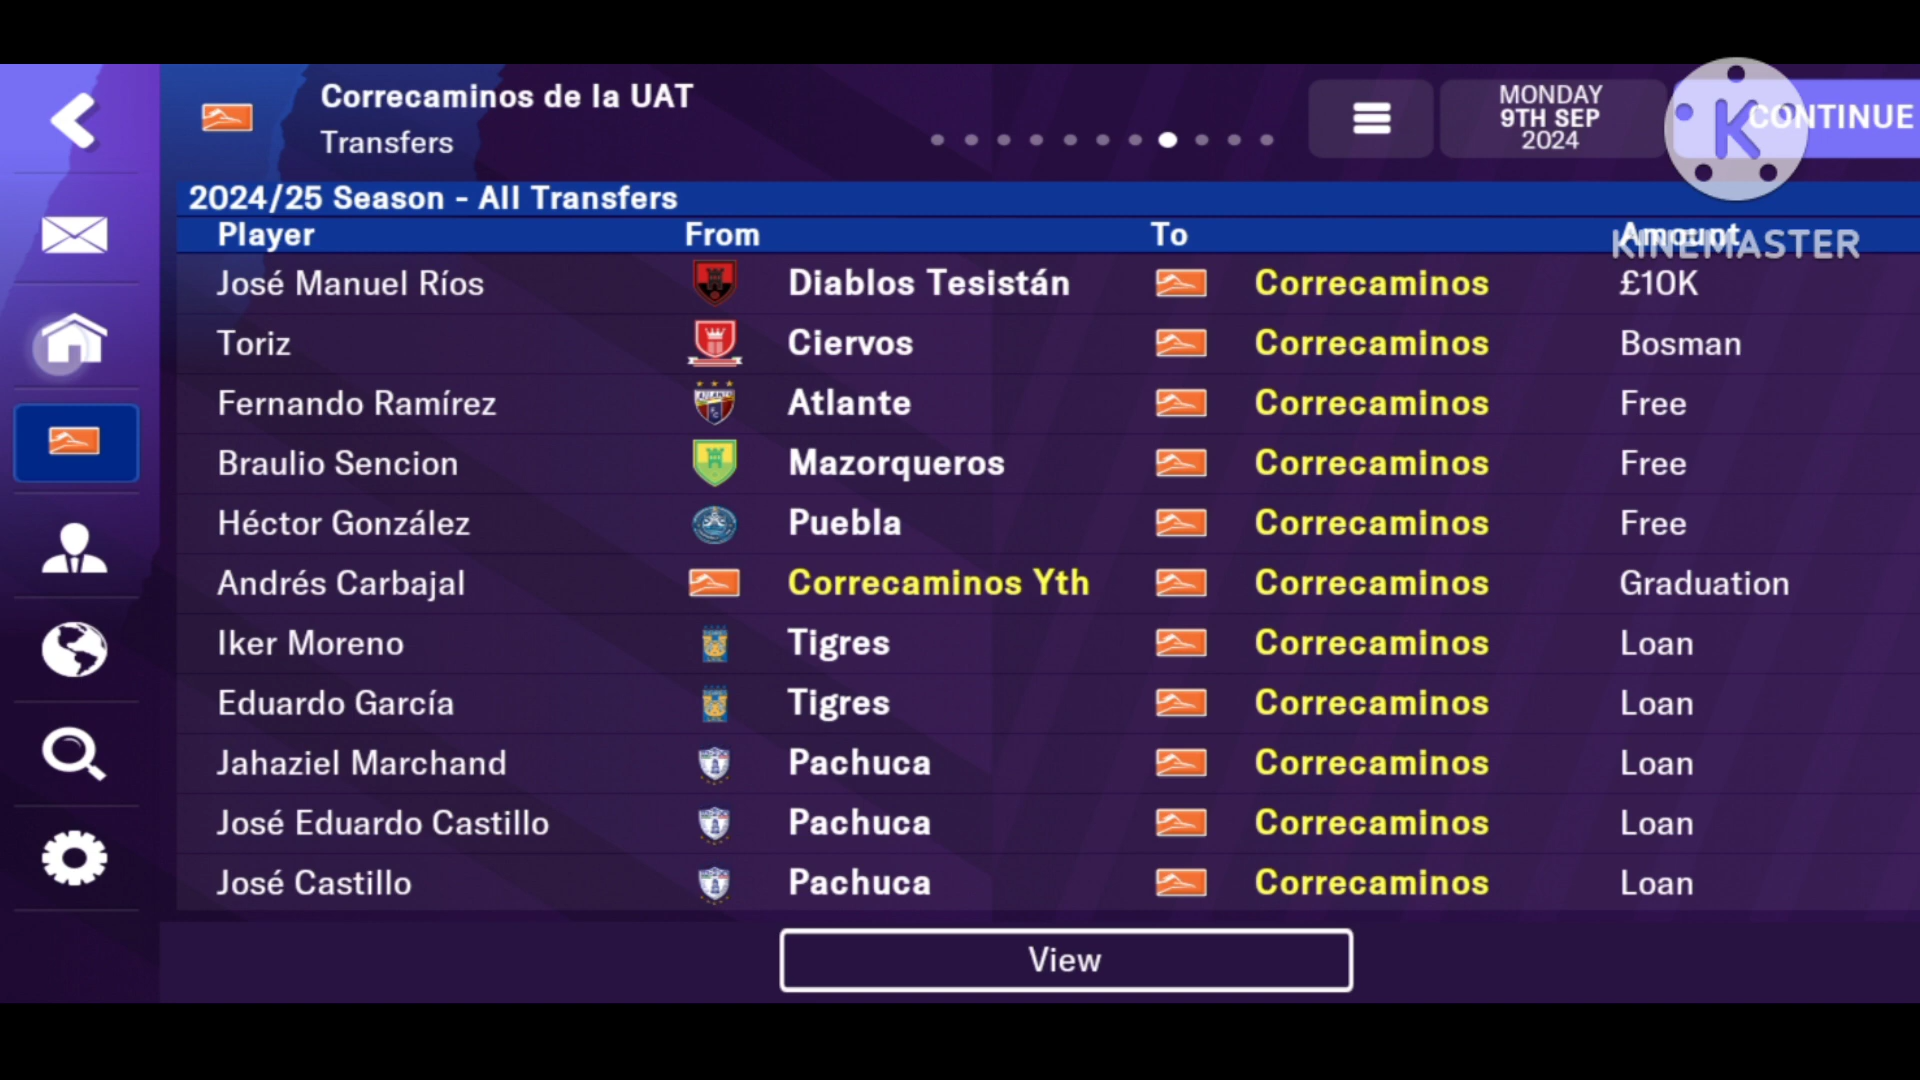 Correcaminos de la UAT
Transfers
MONDAY
9TH SEP
2024
CONTINUE
K
KINEMASTER
2024/25 Season - All Transfers
Player From To Amount
José Manuel Ríos Diablos Tesistán Correcaminos £10K
Toriz Ciervos Correcaminos Bosman
Fernando Ramírez Atlante Correcaminos Free
Braulio Sencion Mazorqueros Correcaminos Free
Héctor González Puebla Correcaminos Free
Andrés Carbajal Correcaminos Yth Correcaminos Graduation
Iker Moreno Tigres Correcaminos Loan
Eduardo García Tigres Correcaminos Loan
Jahaziel Marchand Pachuca Correcaminos Loan
José Eduardo Castillo Pachuca Correcaminos Loan
José Castillo Pachuca Correcaminos Loan
View